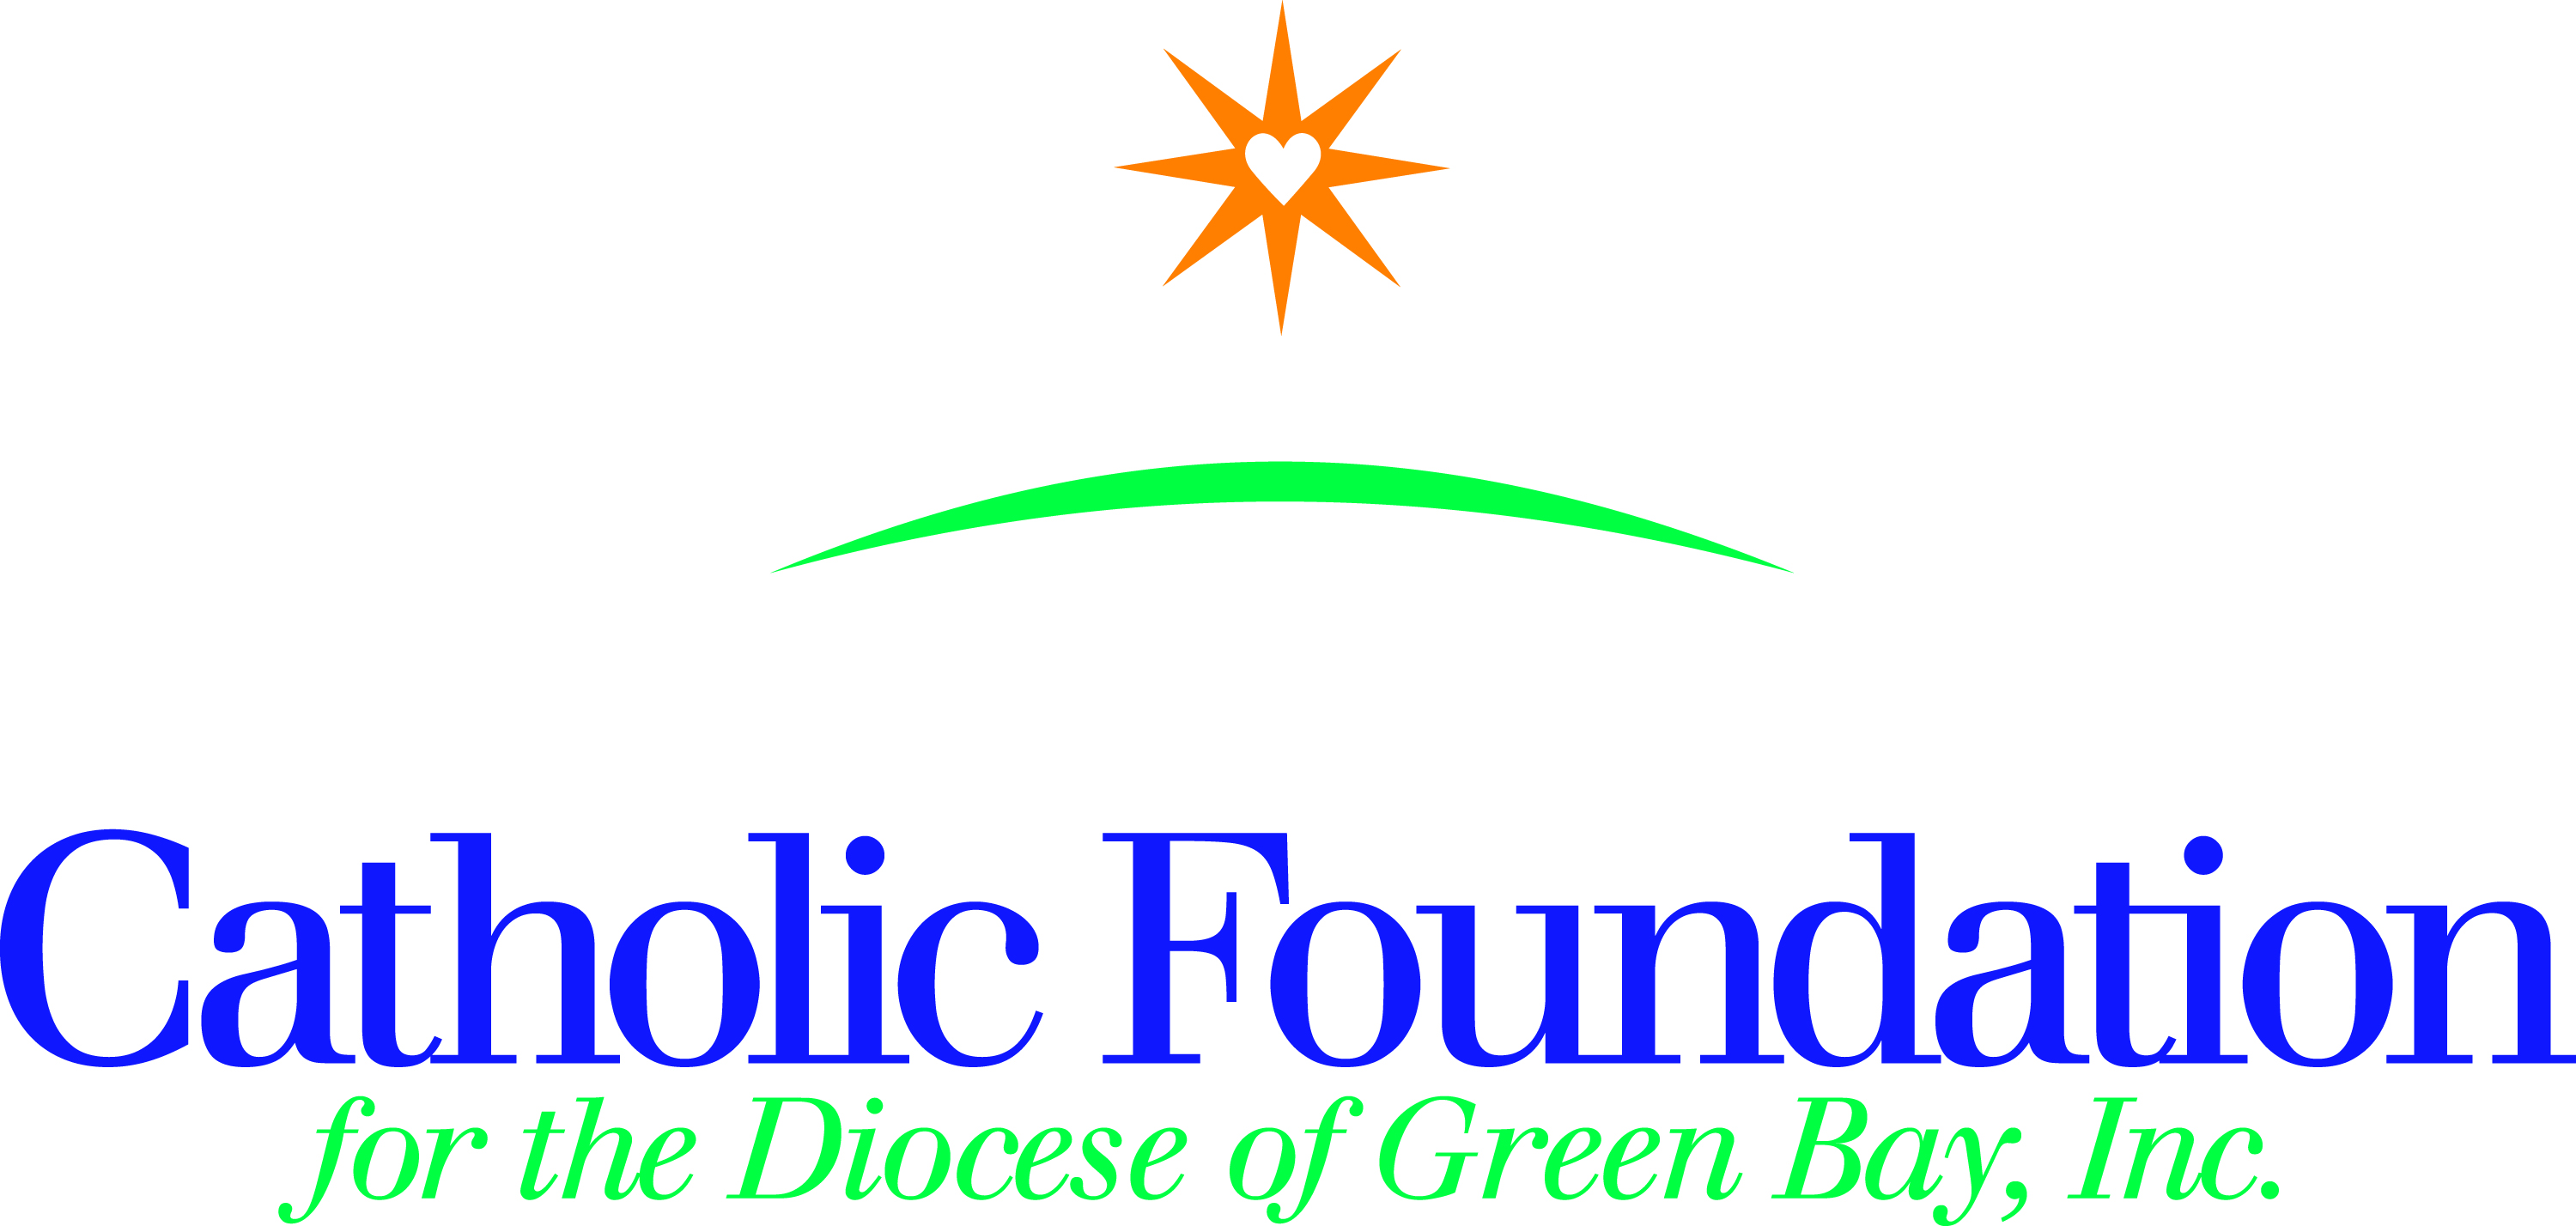 Catholic Foundation
for the Diocese of Green Bay, Inc.